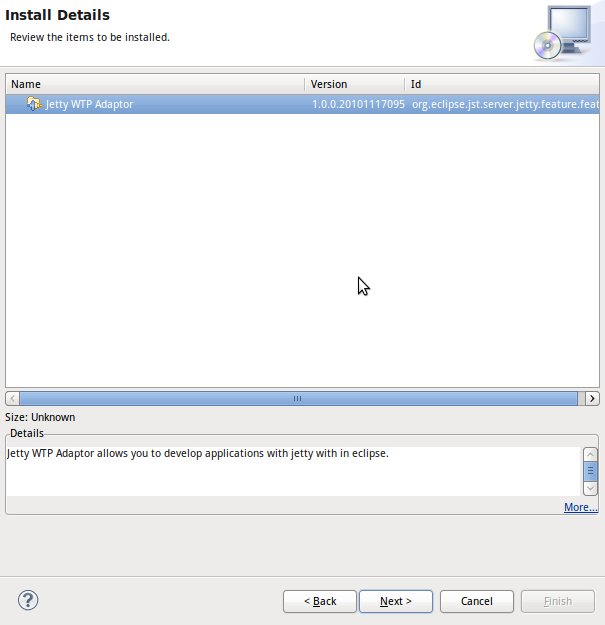 Install Details
Review the items to be installed.
Name Version Id
Jetty WTP Adaptor 1.0.0.20101117095 org.eclipse.jst.server.jetty.feature.feat
Size: Unknown
Details
Jetty WTP Adaptor allows you to develop applications with jetty with in eclipse.
More...
? < Back Next > Cancel Finish